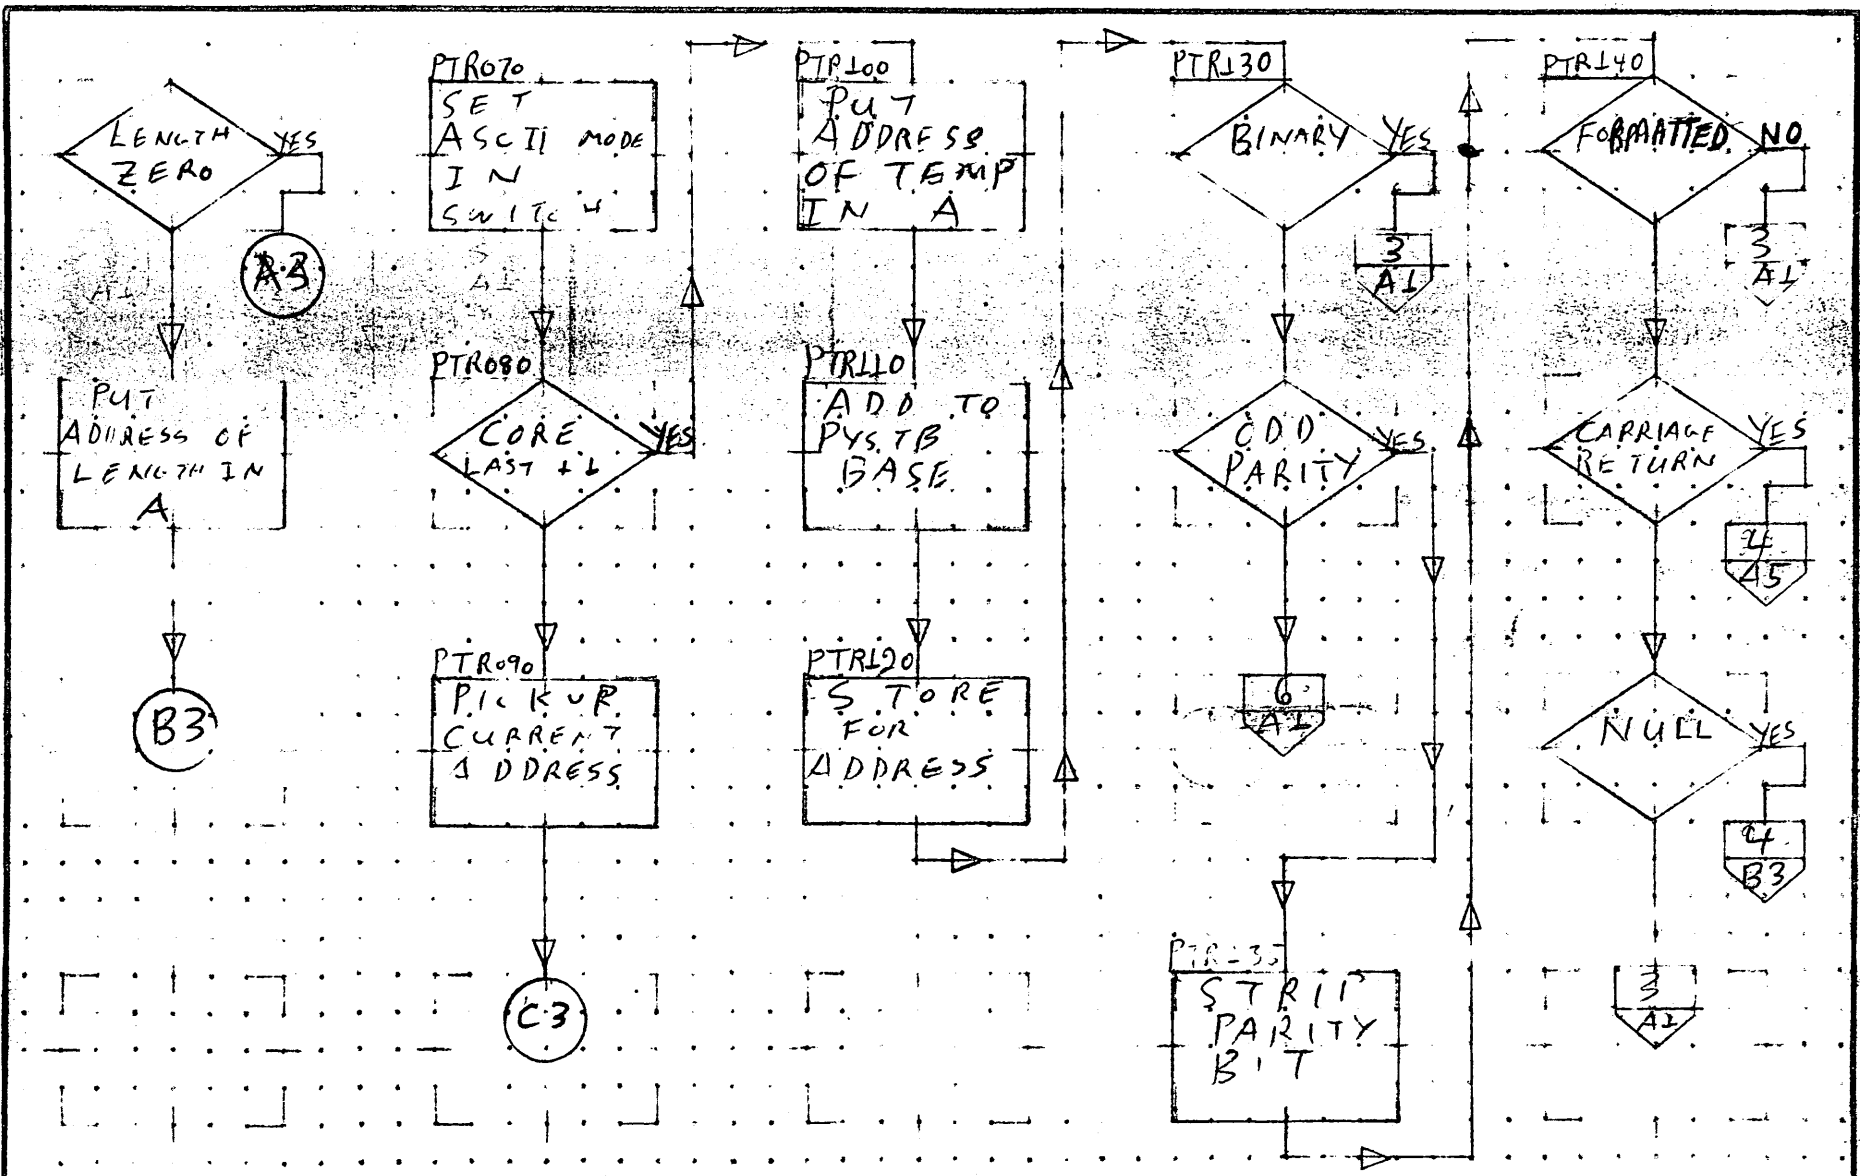 LENGTH
ZERO
YES
A3
PUT
ADDRESS OF
LENGTH IN
A
B3
PTR070
SET
ASCII MODE
IN
SWITCH
PTR080
CORE
LAST +1
YES
PTR090
PICKUP
CURRENT
ADDRESS
C3
PTR100
PUT
ADDRESS
OF TEMP
IN A
PTR110
ADD TO
PYSTB
BASE
PTR120
STORE
FOR
ADDRESS
PTR130
BINARY
YES
3
A1
ODD
PARITY
YES
6
A1
PTR135
STRIP
PARITY
BIT
PTR140
FORMATTED
NO
3
A1
CARRIAGE
RETURN
YES
4
A5
NULL
YES
4
B3
3
A1